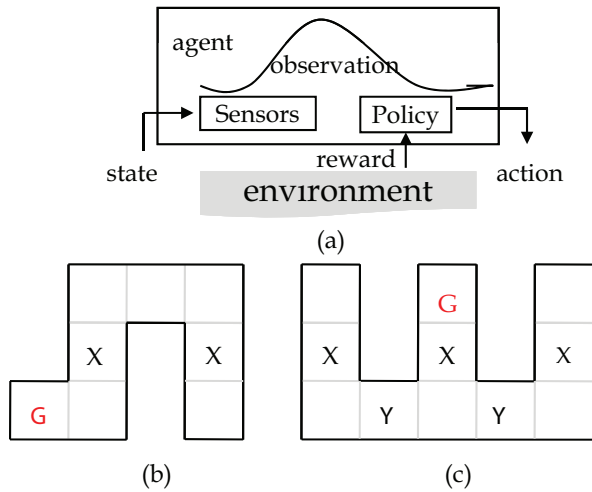 agent
observation
Sensors
Policy
state
reward
action
environment
(a)
G
X
X
G
X
X
X
Y
Y
(b)
(c)